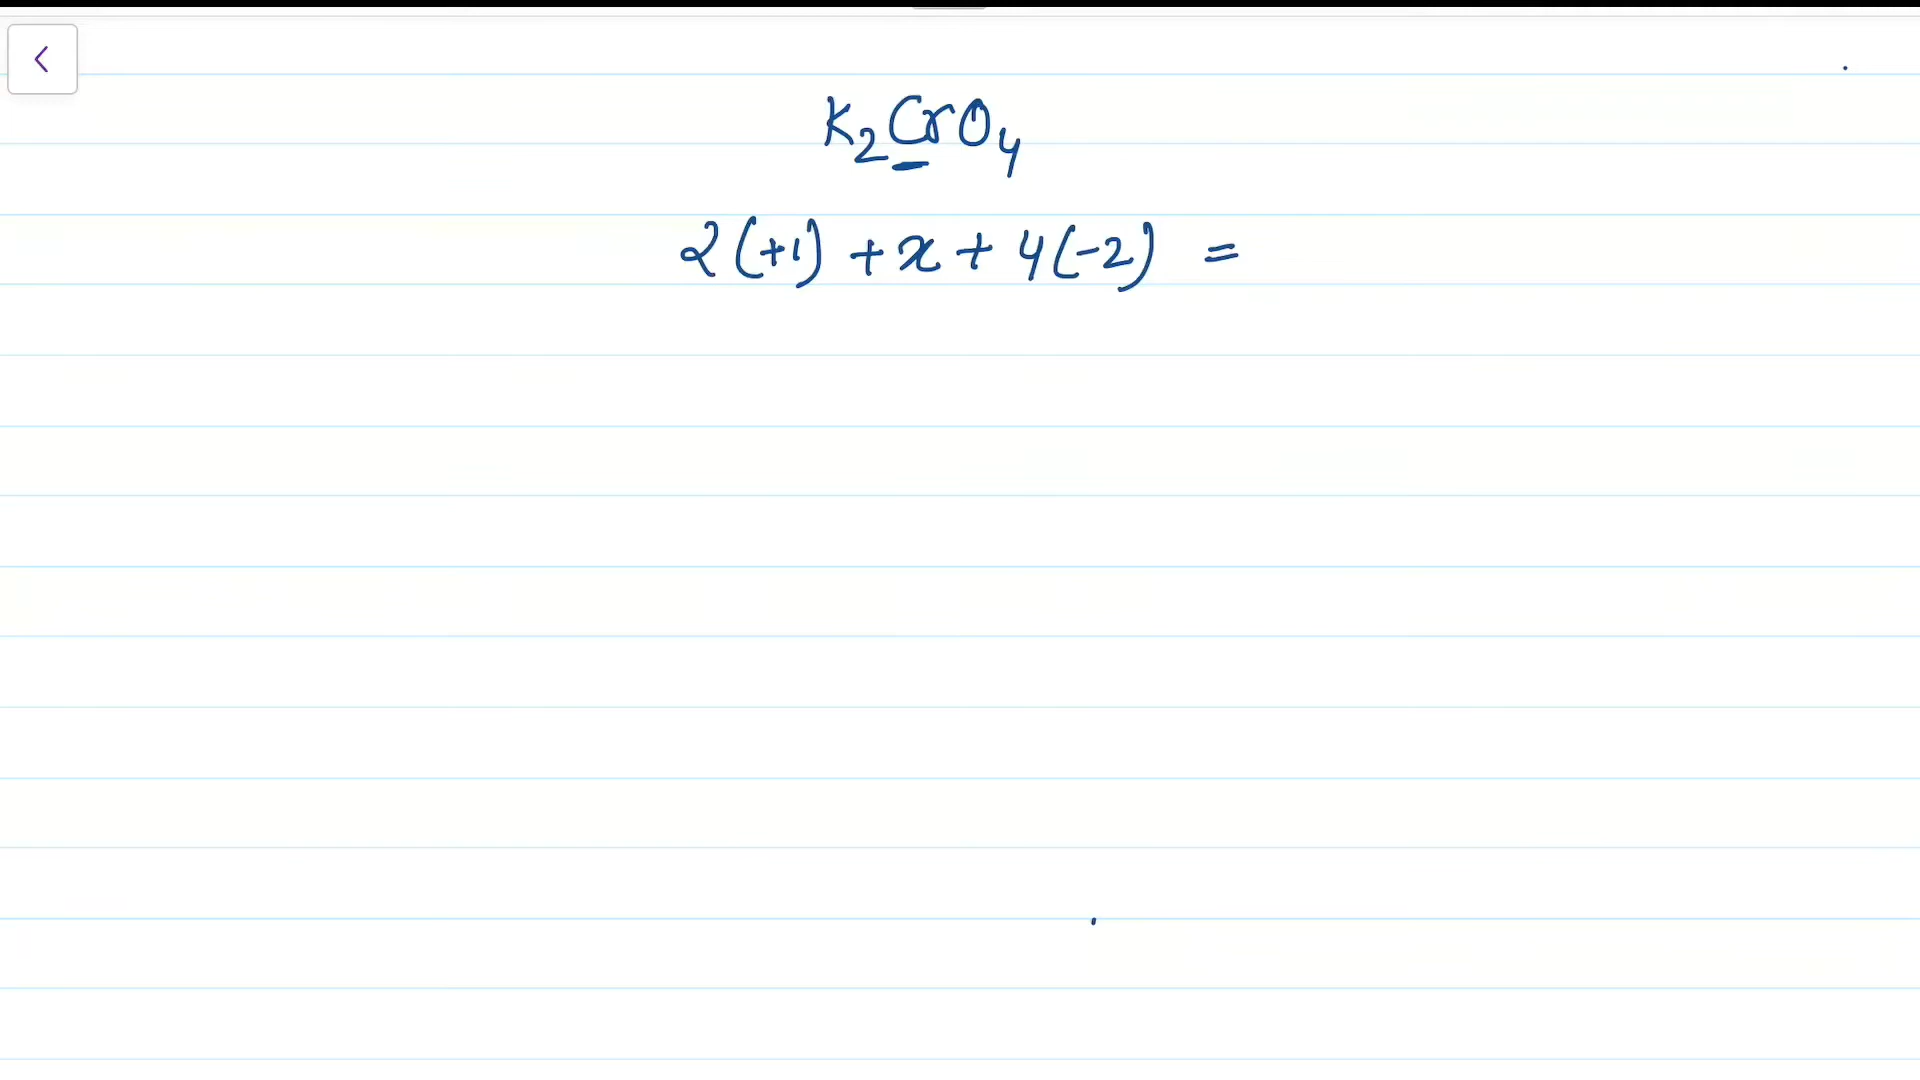 K₂CrO₄
2(+1) + x + 4(-2) =